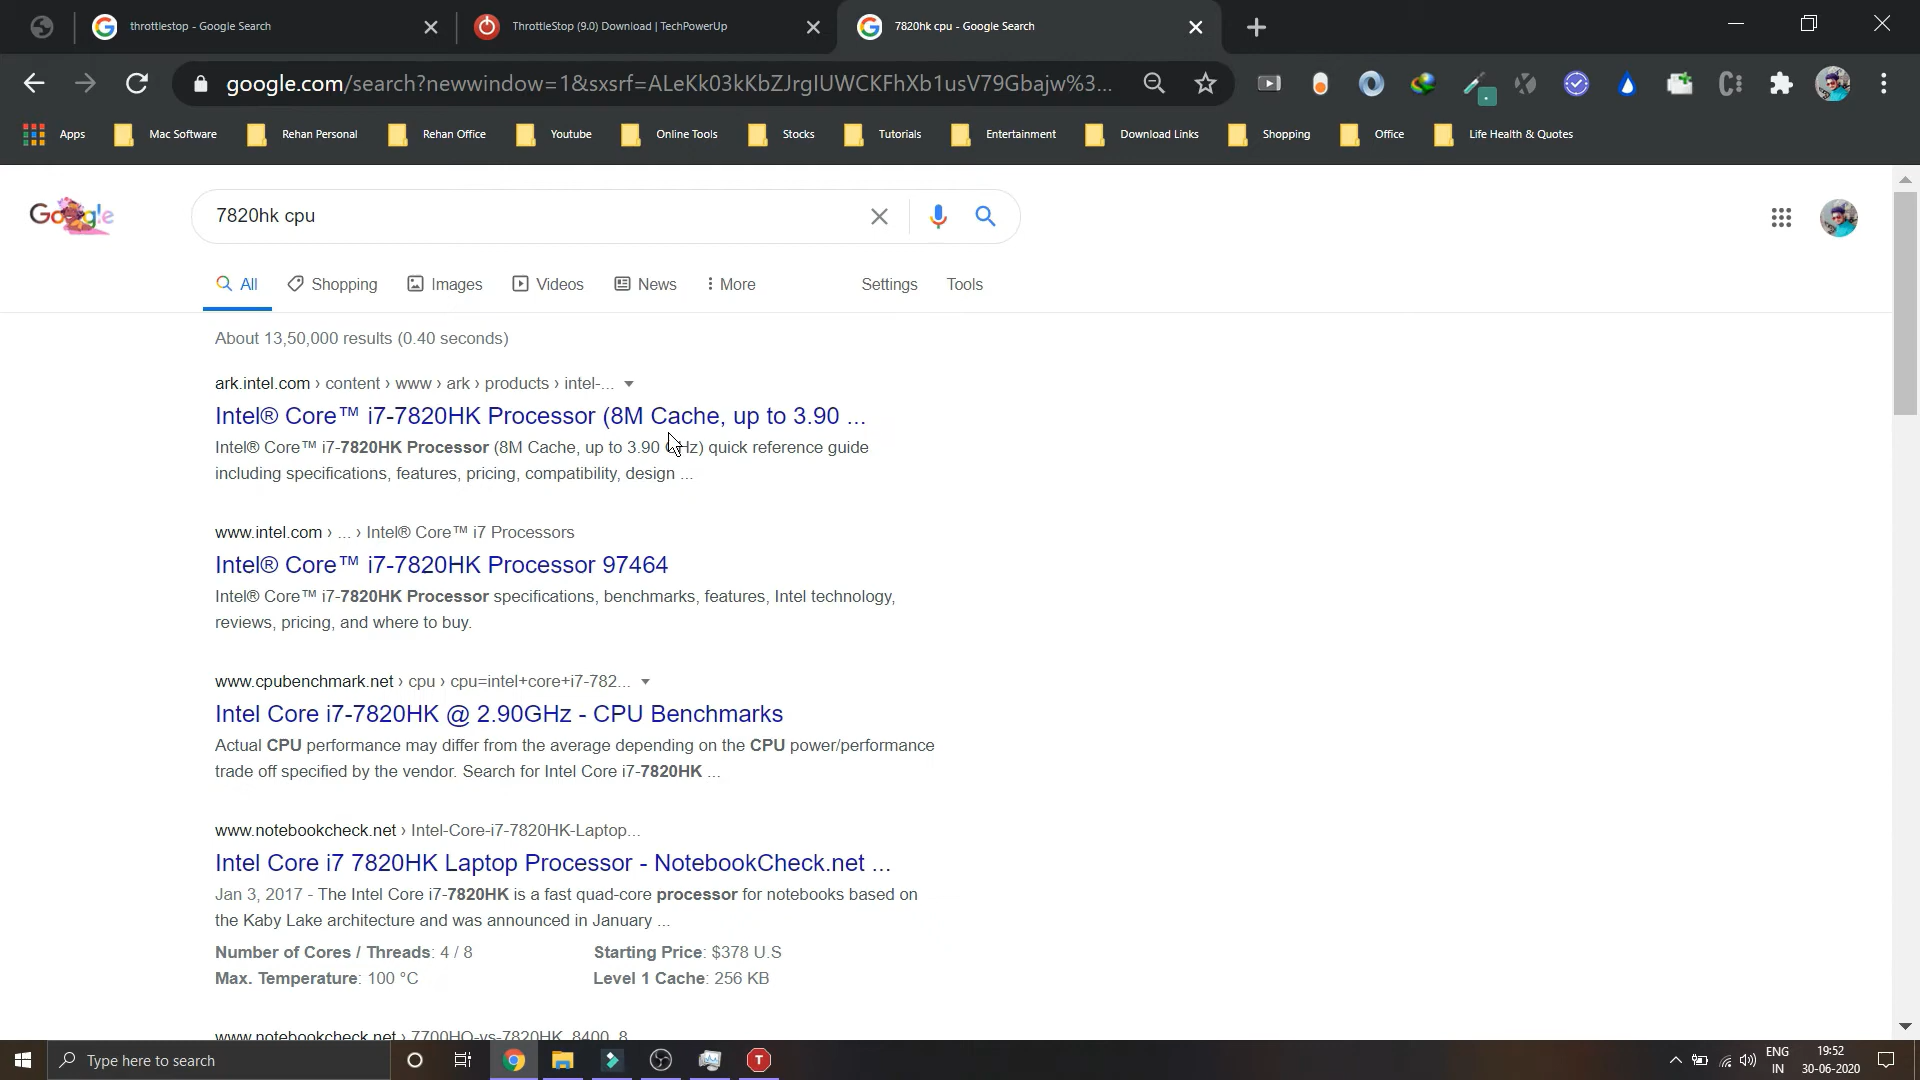 throttlestop - Google Search
ThrottleStop (9.0) Download | TechPowerUp
7820hk cpu - Google Search
google.com/search?newwindow=1&sxsrf=ALeKk03kKbZJrgIUWCKFhXb1usV79Gbajw%3...
Apps Mac Software Rehan Personal Rehan Office Youtube Online Tools Stocks Tutorials Entertainment Download Links Shopping Office Life Health & Quotes
Google
7820hk cpu
All Shopping Images Videos News More Settings Tools
About 13,50,000 results (0.40 seconds)
ark.intel.com › content › www › ark › products › intel-...
Intel® Core™ i7-7820HK Processor (8M Cache, up to 3.90 ...
Intel® Core™ i7-7820HK Processor (8M Cache, up to 3.90 GHz) quick reference guide
including specifications, features, pricing, compatibility, design ...
www.intel.com › ... › Intel® Core™ i7 Processors
Intel® Core™ i7-7820HK Processor 97464
Intel® Core™ i7-7820HK Processor specifications, benchmarks, features, Intel technology,
reviews, pricing, and where to buy.
www.cpubenchmark.net › cpu › cpu=intel+core+i7-782...
Intel Core i7-7820HK @ 2.90GHz - CPU Benchmarks
Actual CPU performance may differ from the average depending on the CPU power/performance
trade off specified by the vendor. Search for Intel Core i7-7820HK ...
www.notebookcheck.net › Intel-Core-i7-7820HK-Laptop...
Intel Core i7 7820HK Laptop Processor - NotebookCheck.net ...
Jan 3, 2017 - The Intel Core i7-7820HK is a fast quad-core processor for notebooks based on
the Kaby Lake architecture and was announced in January ...
Number of Cores / Threads: 4 / 8 Starting Price: $378 U.S
Max. Temperature: 100 °C Level 1 Cache: 256 KB
www.notebookcheck.net › 7700HQ-vs-7820HK_8400_8...
Type here to search
T
ENG
IN
19:52
30-06-2020